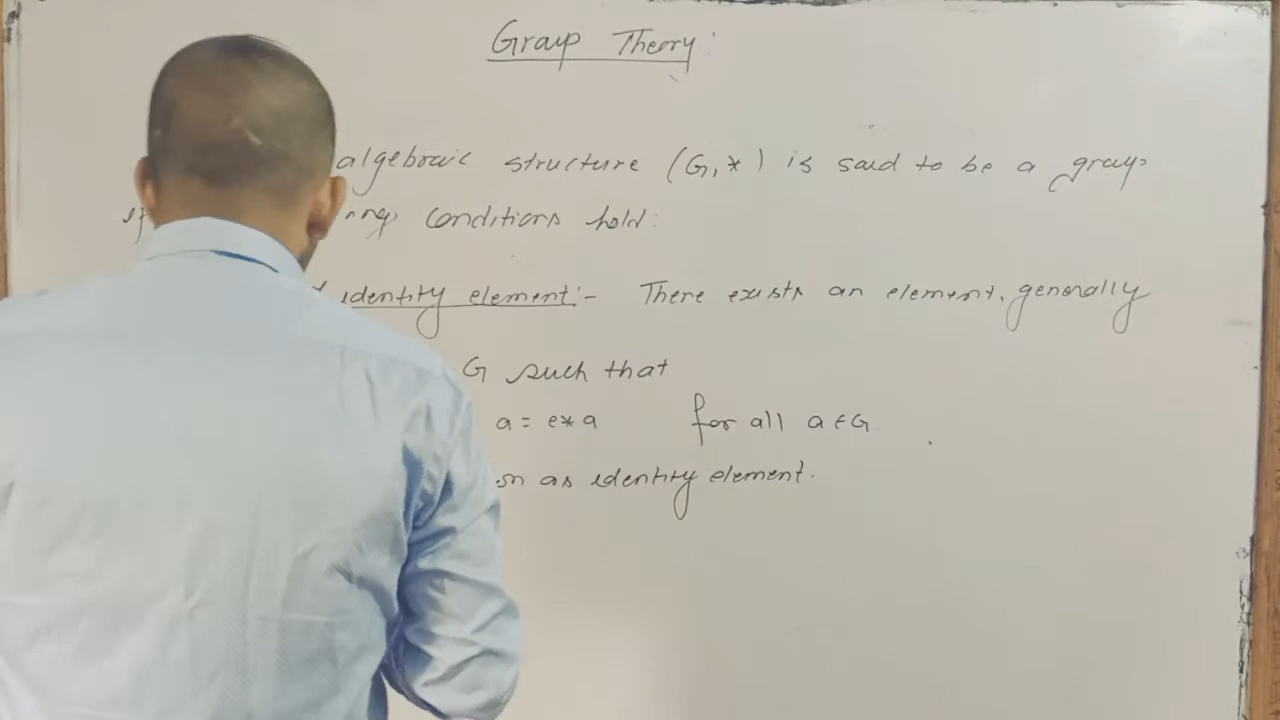 Group Theory:
algebraic structure (G, *) is said to be a group
if conditions hold:
identity element:- There exists an element, generally
G such that
a = e*a for all a ∈ G.
as identity element.